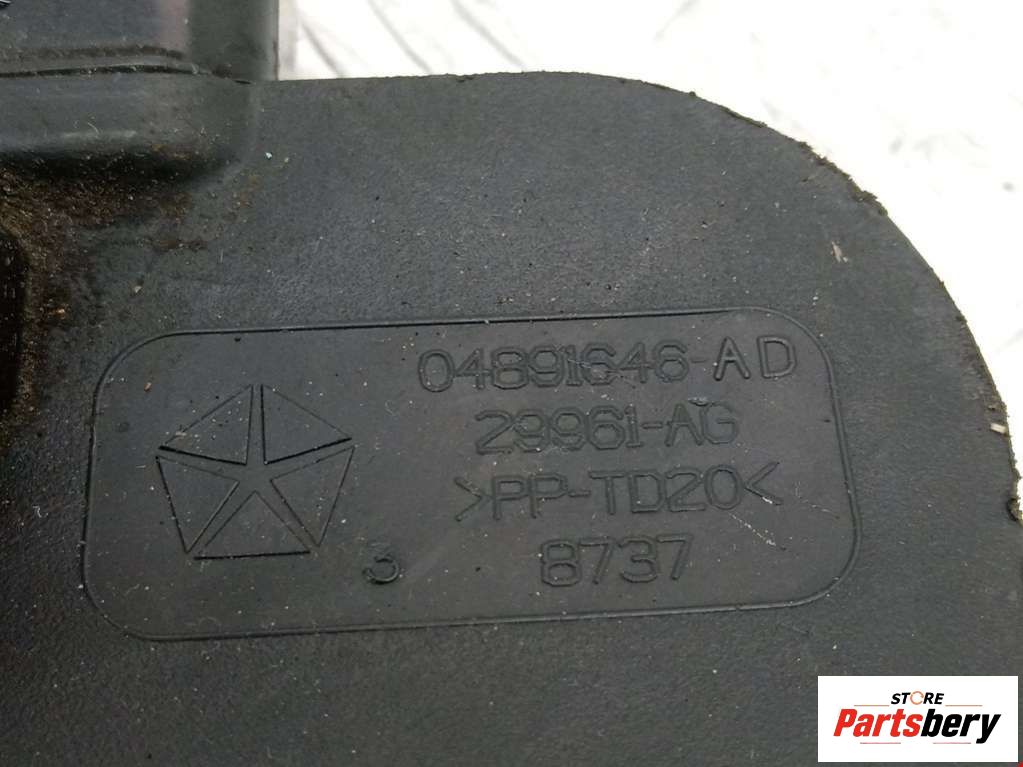 04891646-AD
29961-AG
>PP-TD20<
3 8737
STORE
Partsbery